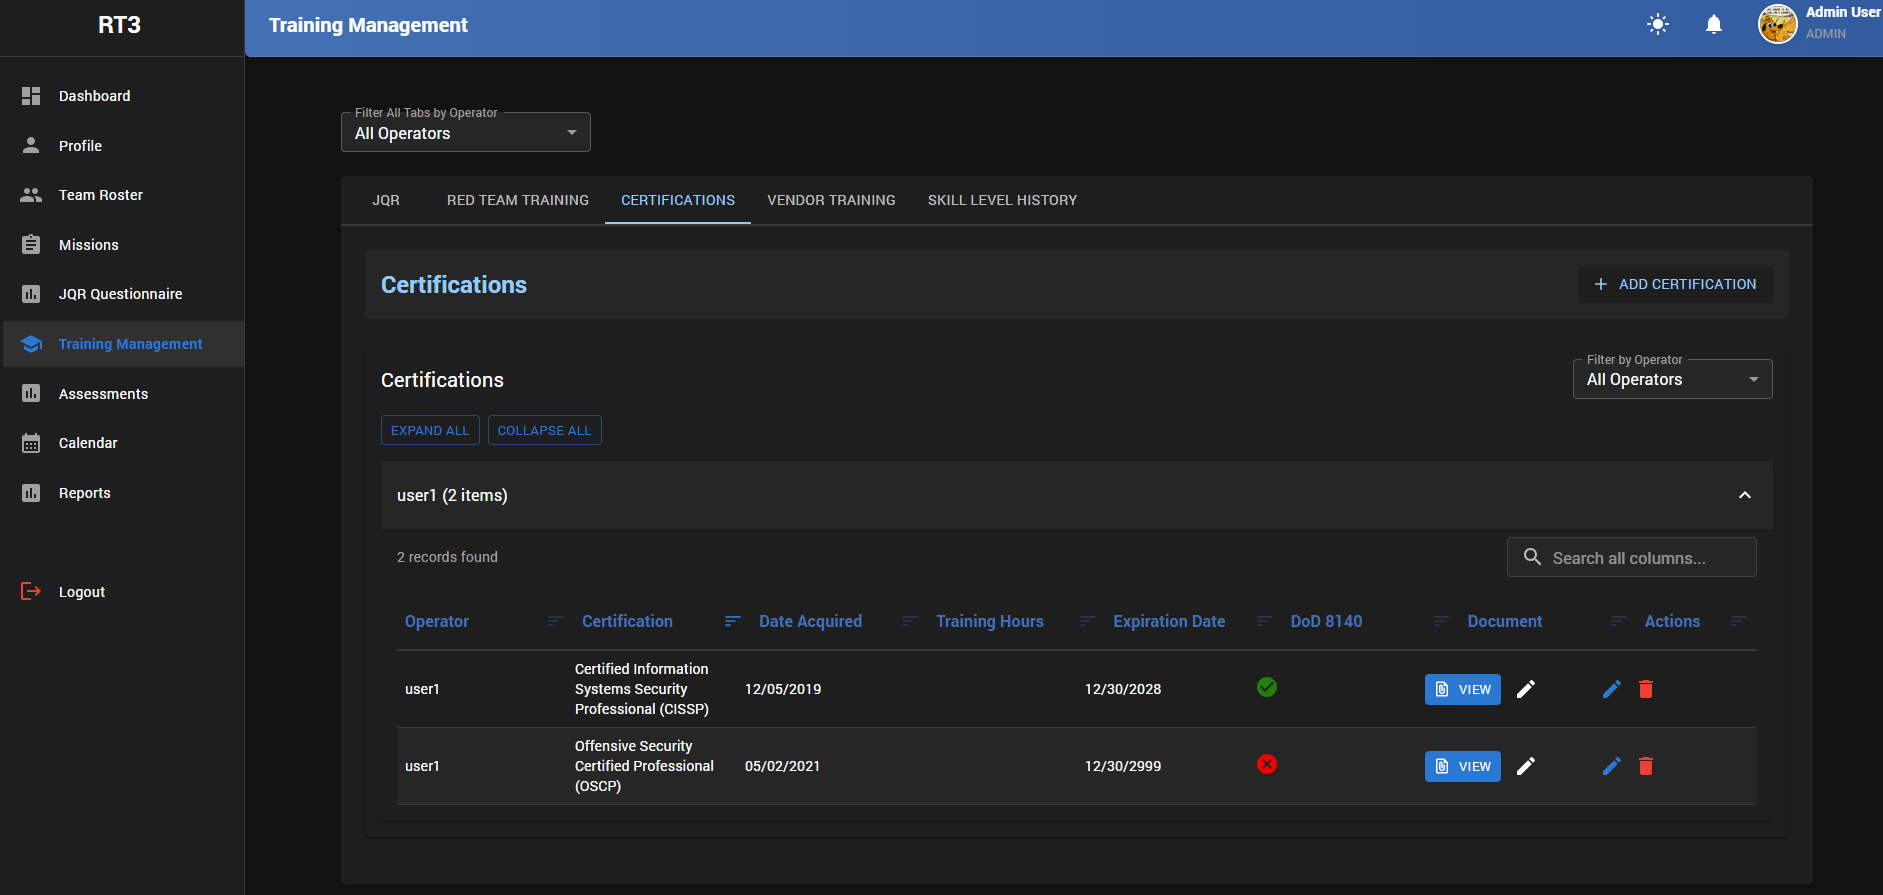 RT3
Training Management
Admin User
ADMIN
Dashboard
Profile
Team Roster
Missions
JQR Questionnaire
Training Management
Assessments
Calendar
Reports
Logout
Filter All Tabs by Operator
All Operators
JQR RED TEAM TRAINING CERTIFICATIONS VENDOR TRAINING SKILL LEVEL HISTORY
Certifications
+ ADD CERTIFICATION
Certifications
Filter by Operator
All Operators
EXPAND ALL COLLAPSE ALL
user1 (2 items)
2 records found
Search all columns...
Operator Certification Date Acquired Training Hours Expiration Date DoD 8140 Document Actions
user1
Certified Information
Systems Security
Professional (CISSP)
12/05/2019
12/30/2028
VIEW
user1
Offensive Security
Certified Professional
(OSCP)
05/02/2021
12/30/2999
VIEW